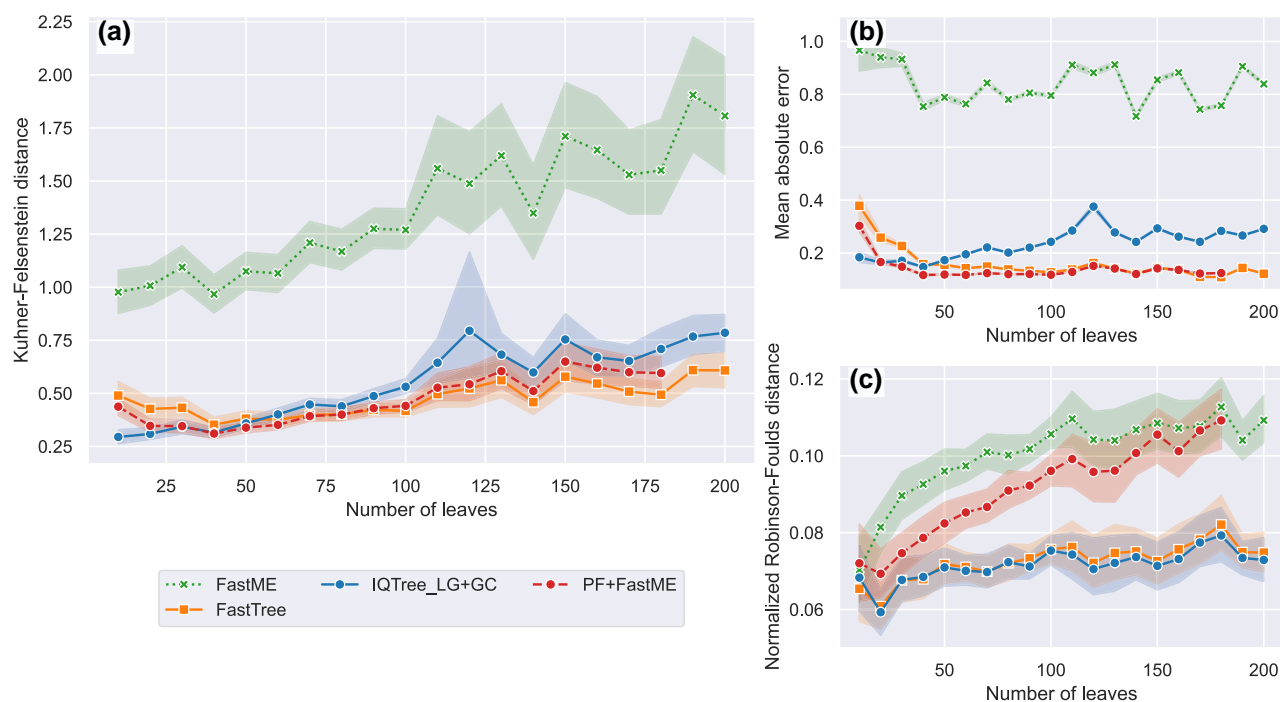 (a)
2.25
2.00
1.75
1.50
1.25
1.00
0.75
0.50
0.25
Kuhner-Felsenstein distance
25 50 75 100 125 150 175 200
Number of leaves
FastME
FastTree
IQTree_LG+GC
PF+FastME
(b)
1.0
0.8
0.6
0.4
0.2
Mean absolute error
50 100 150 200
Number of leaves
(c)
0.12
0.10
0.08
0.06
Normalized Robinson-Foulds distance
50 100 150 200
Number of leaves